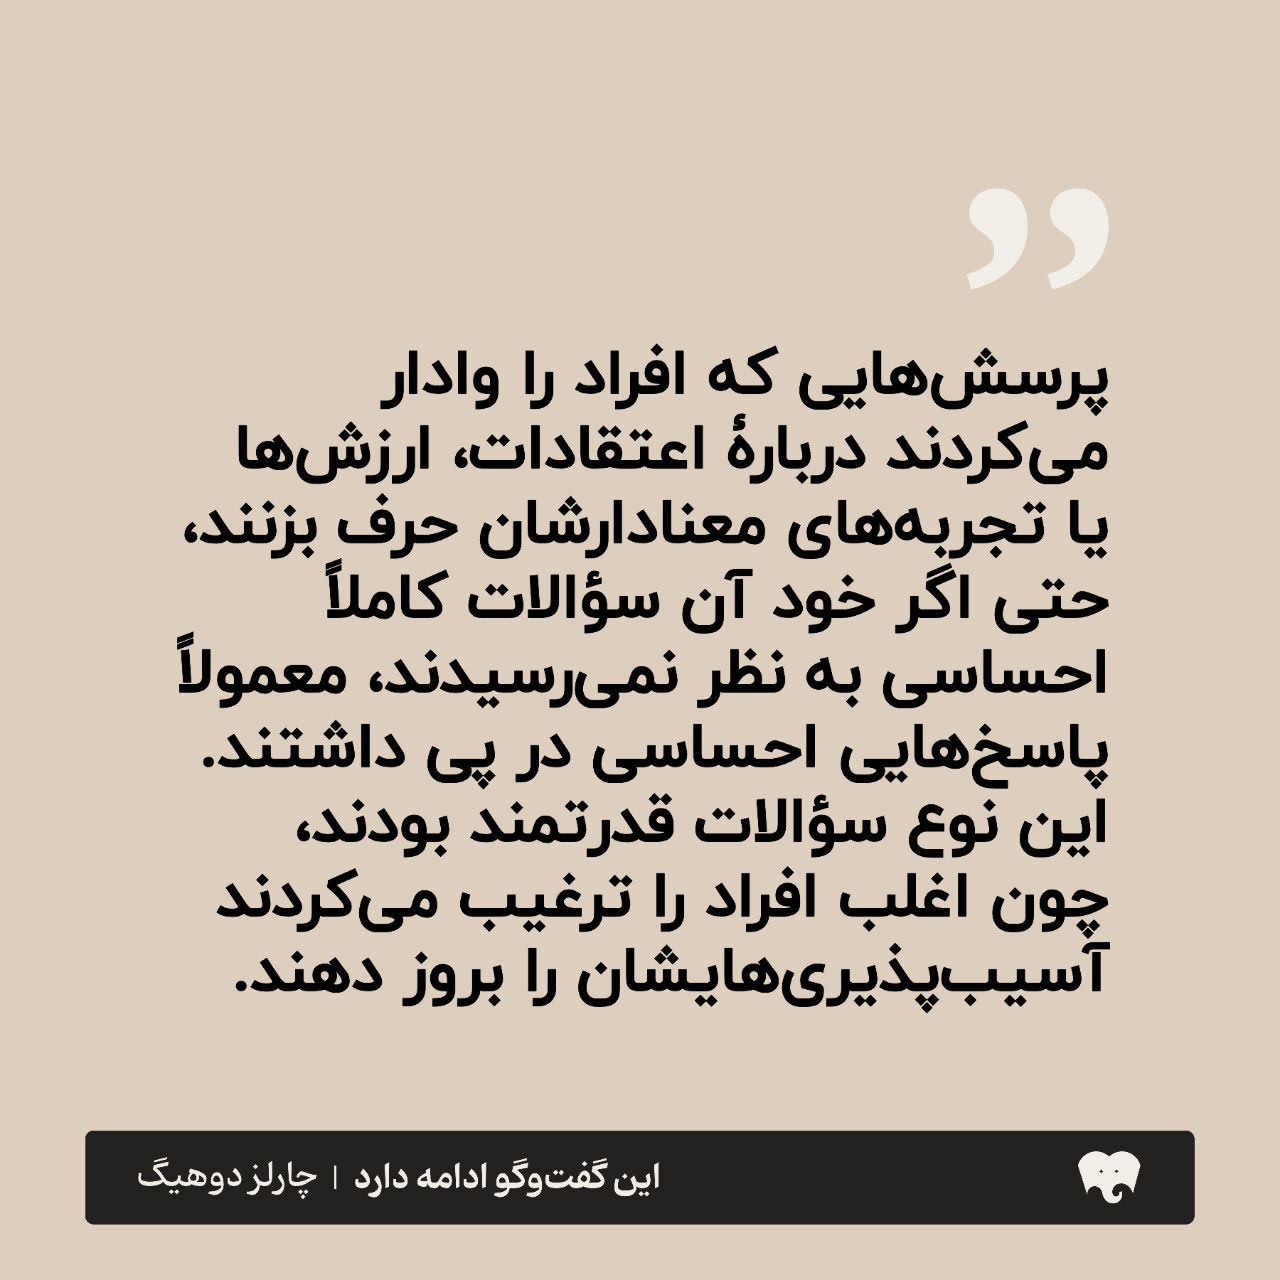 پرسش‌هایی که افراد را وادار
می‌کردند دربارهٔ اعتقادات، ارزش‌ها
یا تجربه‌های معنادارشان حرف بزنند،
حتی اگر خود آن سؤالات کاملاً
احساسی به نظر نمی‌رسیدند، معمولاً
پاسخ‌هایی احساسی در پی داشتند.
این نوع سؤالات قدرتمند بودند،
چون اغلب افراد را ترغیب می‌کردند
آسیب‌پذیری‌هایشان را بروز دهند.
این گفت‌وگو ادامه دارد | چارلز دوهیگ